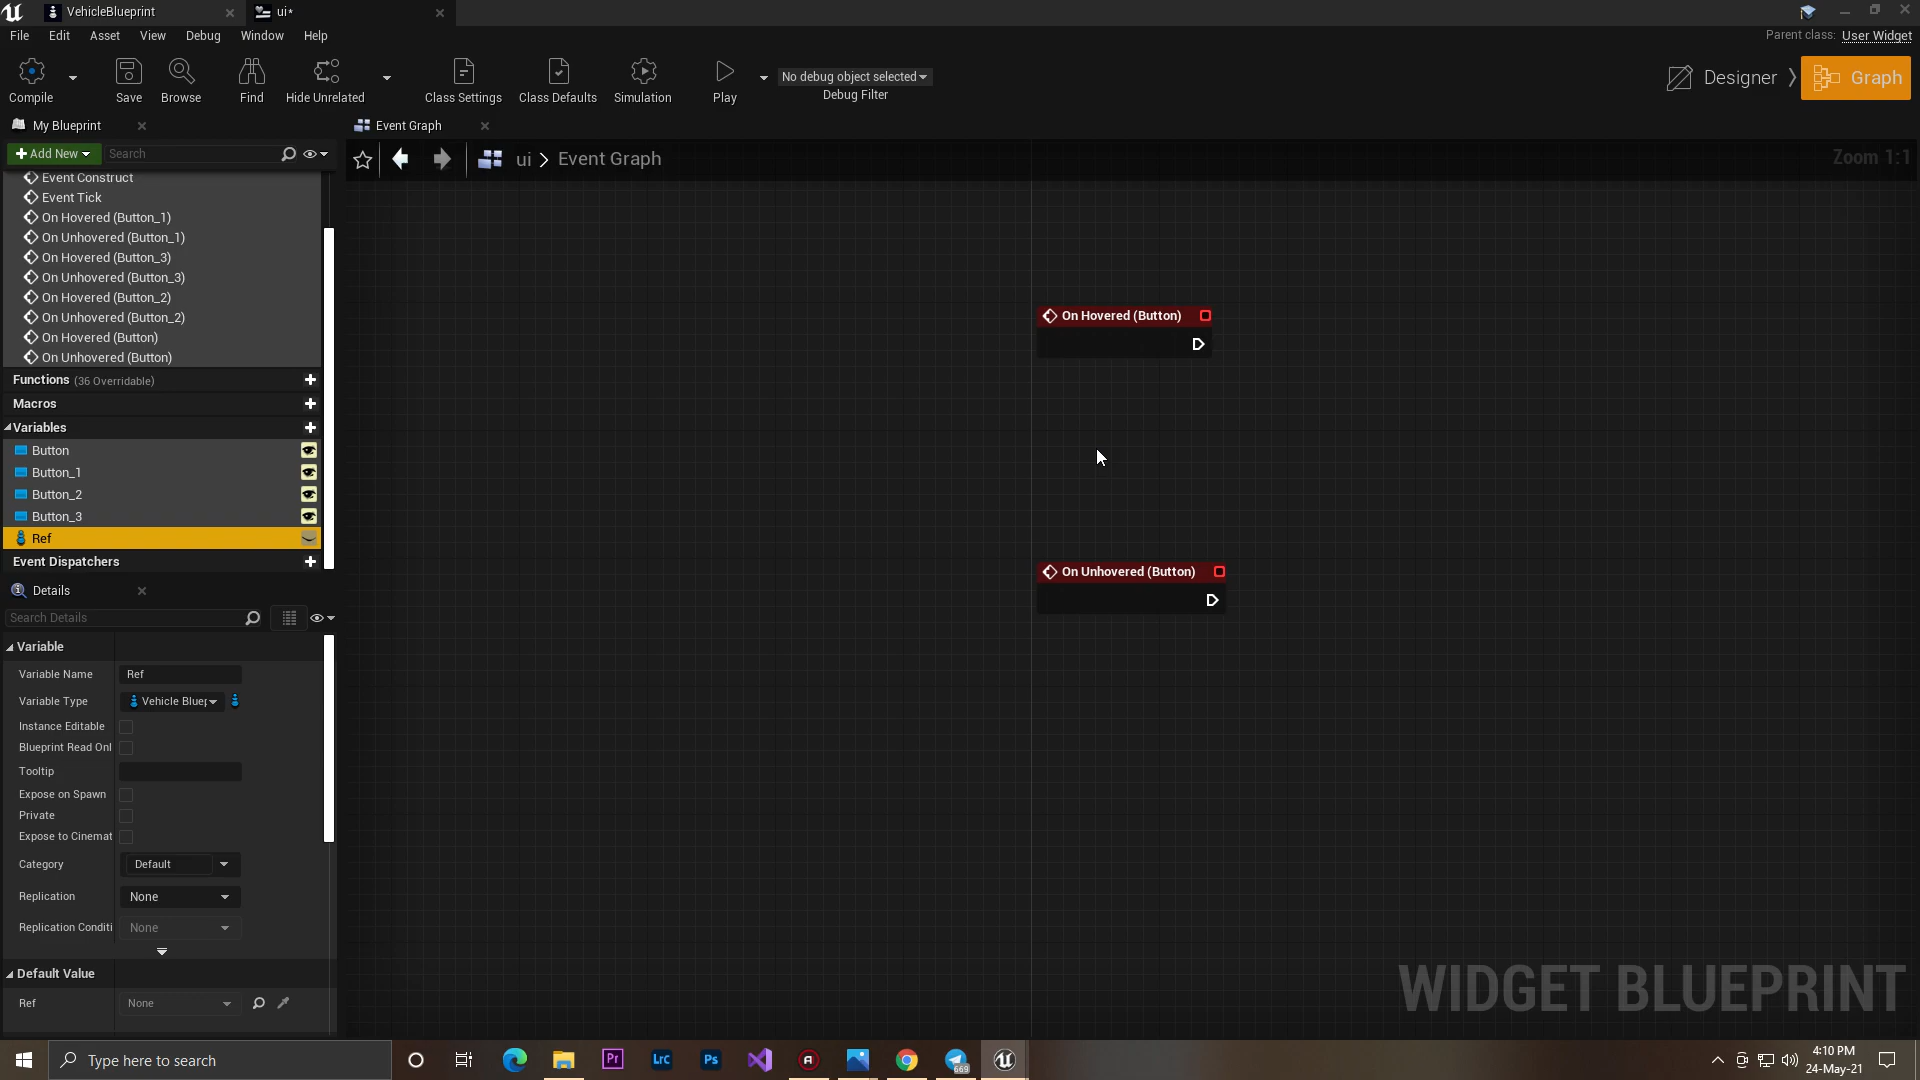 VehicleBlueprint
ui*
File Edit Asset View Debug Window Help
Parent class: User Widget
Compile
Save
Browse
Find
Hide Unrelated
Class Settings
Class Defaults
Simulation
Play
No debug object selected
Debug Filter
Designer
Graph
My Blueprint
Event Graph
Add New
Search
ui > Event Graph
Zoom 1:1
Event Construct
Event Tick
On Hovered (Button_1)
On Unhovered (Button_1)
On Hovered (Button_3)
On Unhovered (Button_3)
On Hovered (Button_2)
On Unhovered (Button_2)
On Hovered (Button)
On Unhovered (Button)
Functions (36 Overridable)
Macros
Variables
Button
Button_1
Button_2
Button_3
Ref
Event Dispatchers
Details
Search Details
Variable
Variable Name Ref
Variable Type Vehicle Bluep
Instance Editable
Blueprint Read Onl
Tooltip
Expose on Spawn
Private
Expose to Cinemat
Category Default
Replication None
Replication Conditi None
Default Value
Ref None
On Hovered (Button)
On Unhovered (Button)
WIDGET BLUEPRINT
Type here to search
Pr
Lrc
Ps
669
4:10 PM
24-May-21